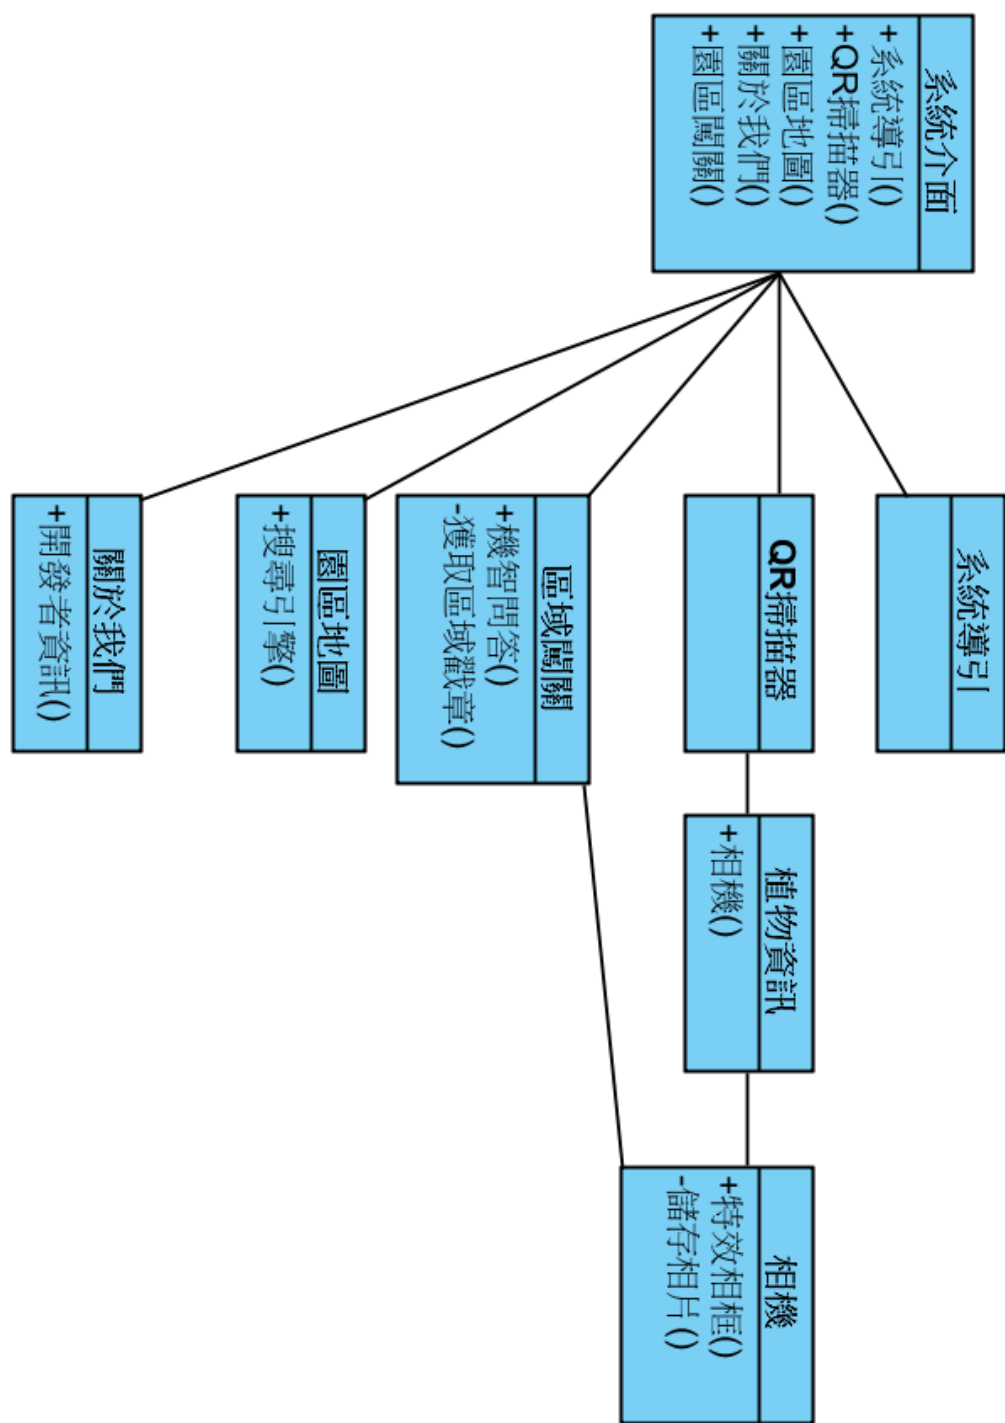 系統介面
+ 系統導引()
+QR掃描器()
+ 園區地圖()
+關於我們()
+ 園區闖關()
關於我們
+開發者資訊()
園區地圖
+搜尋引擎()
區域闖關
+機智問答()
-獲取區域戳章()
QR掃描器
系統導引
植物資訊
+相機()
相機
+特效相框()
-儲存相片()